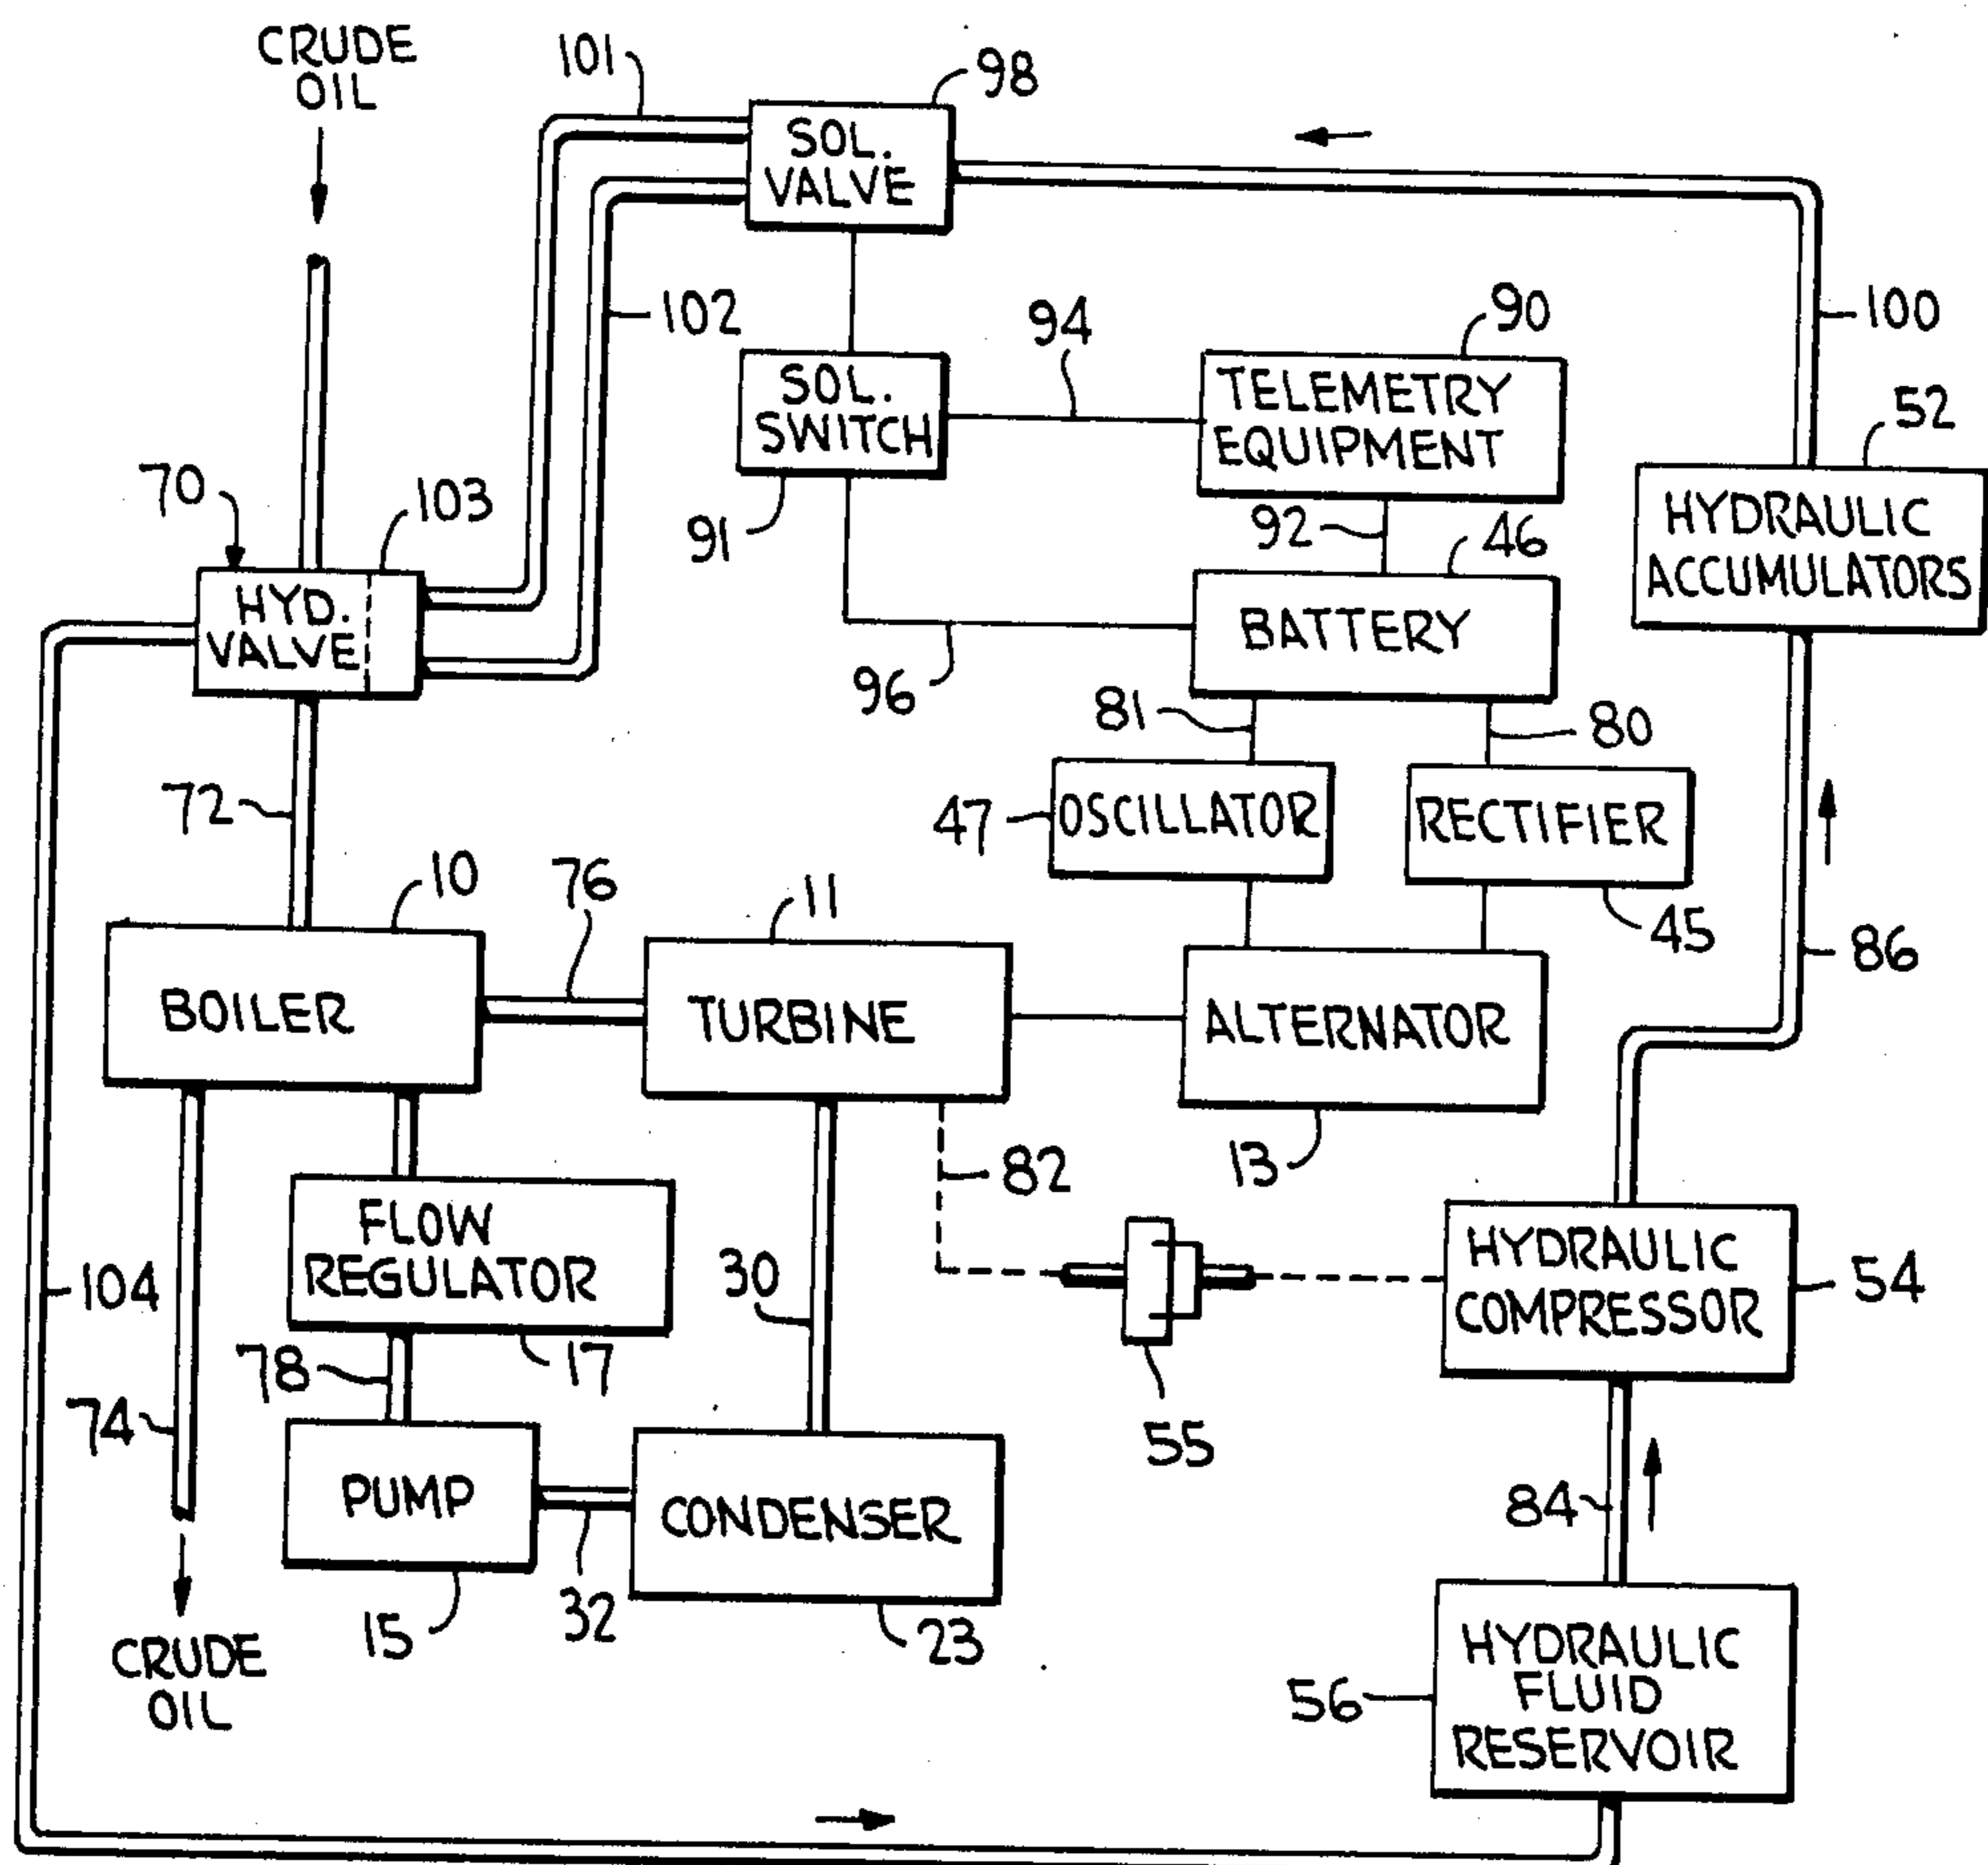 CRUDE
OIL
101
98
SOL.
VALVE
102
94
90
100
SOL.
SWITCH
TELEMETRY
EQUIPMENT
52
70
103
91
92
46
HYDRAULIC
ACCUMULATORS
HYD.
VALVE
BATTERY
96
81
80
72
47
OSCILLATOR
RECTIFIER
10
76
11
45
86
BOILER
TURBINE
ALTERNATOR
82
13
FLOW
REGULATOR
HYDRAULIC
COMPRESSOR
104
30
54
78
17
74
55
PUMP
CONDENSER
84
15
32
23
CRUDE
OIL
56
HYDRAULIC
FLUID
RESERVOIR